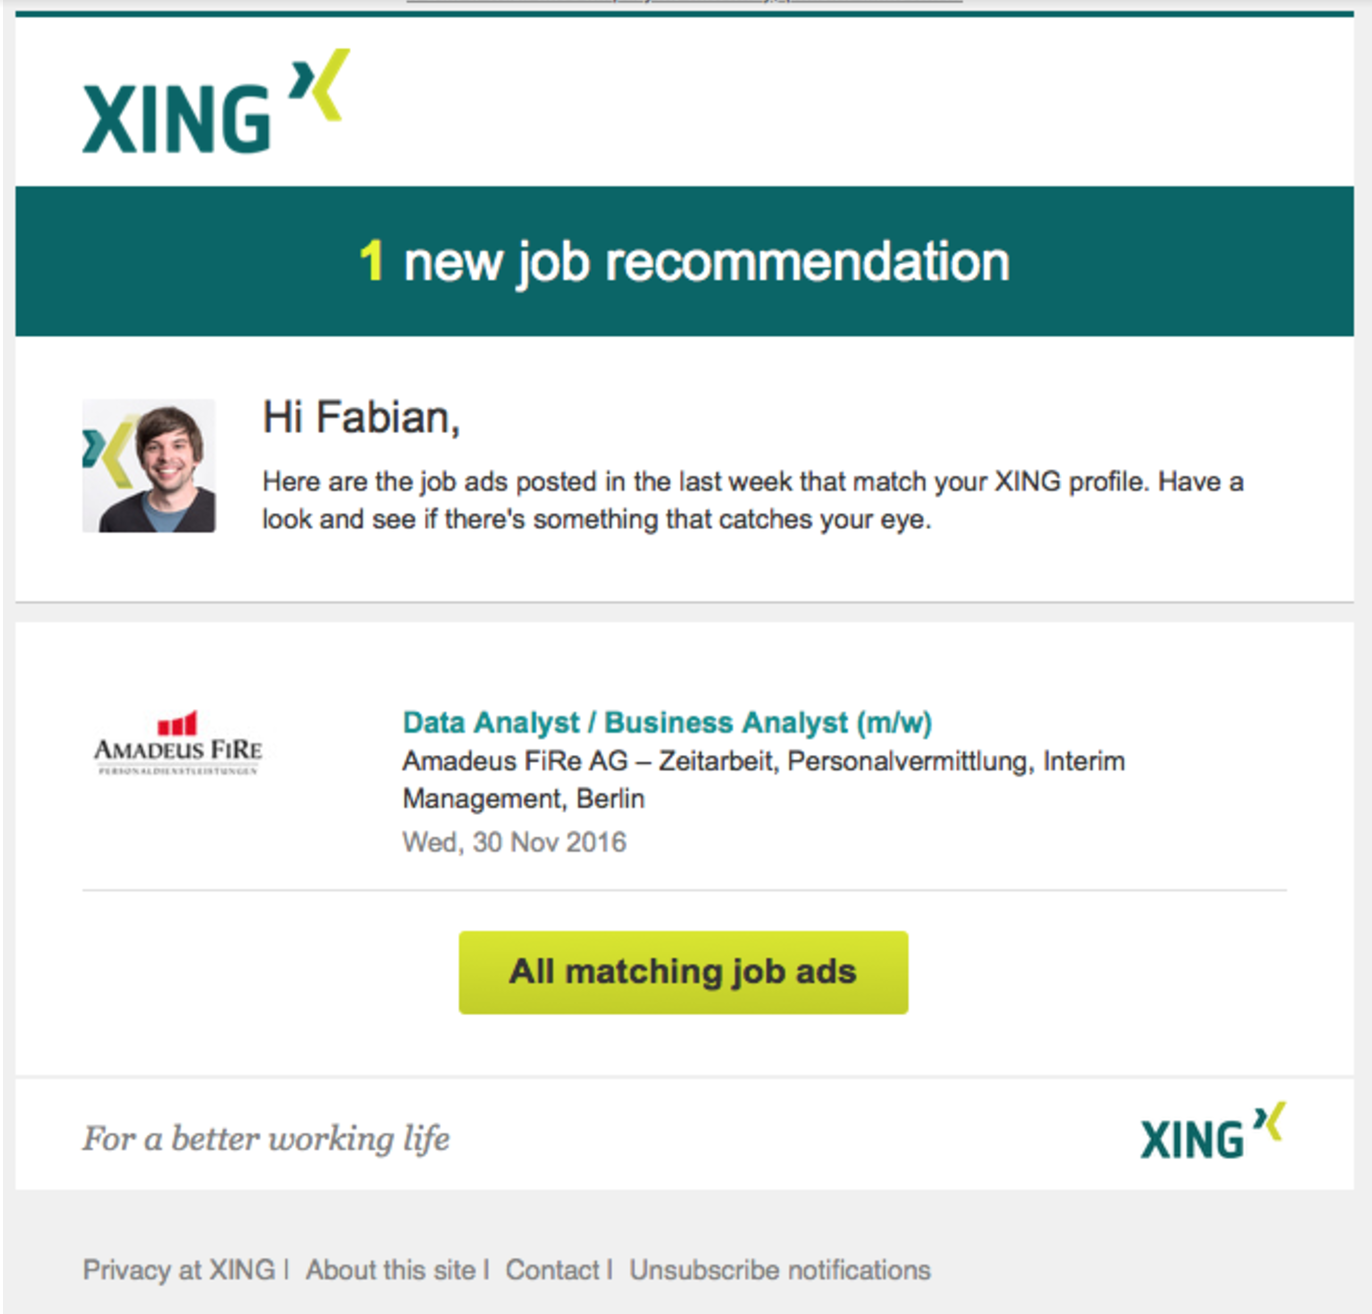 XING
1 new job recommendation
Hi Fabian,
Here are the job ads posted in the last week that match your XING profile. Have a
look and see if there's something that catches your eye.
AMADEUS FIRE
PERSONALDIENSTLEISTUNGEN
Data Analyst / Business Analyst (m/w)
Amadeus FiRe AG – Zeitarbeit, Personalvermittlung, Interim
Management, Berlin
Wed, 30 Nov 2016
All matching job ads
For a better working life
XING
Privacy at XING | About this site | Contact | Unsubscribe notifications